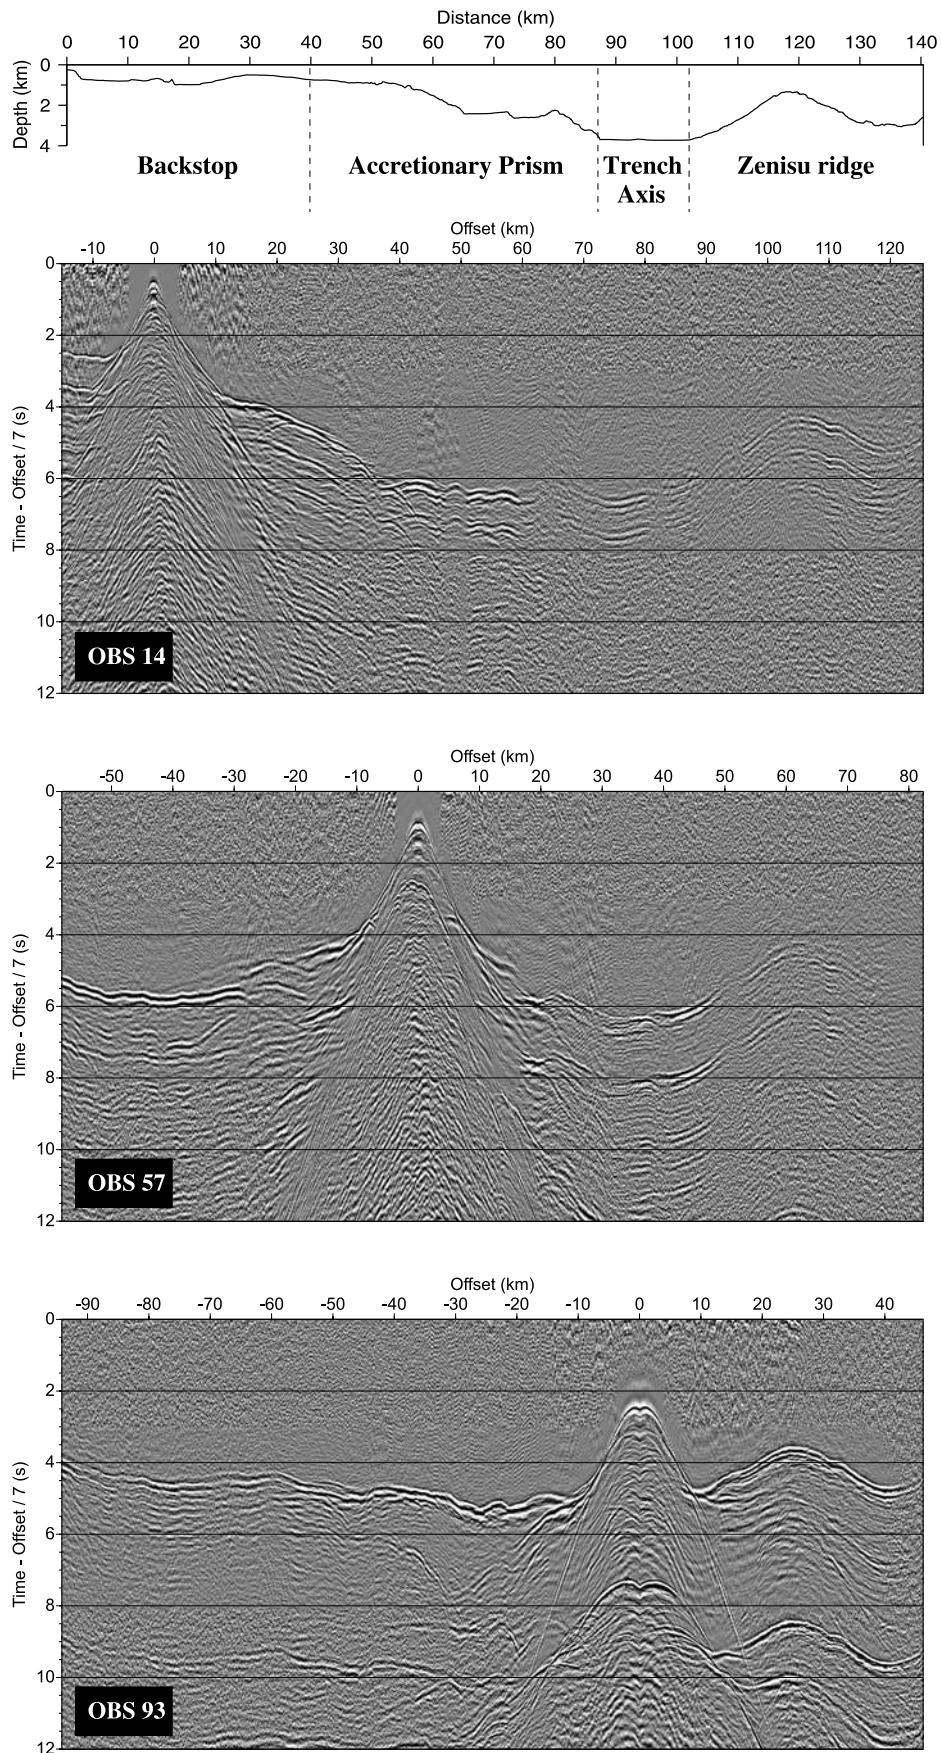 Distance (km)
0 10 20 30 40 50 60 70 80 90 100 110 120 130 140
Depth (km)
0
2
4
Backstop Accretionary Prism Trench Axis Zenisu ridge
Offset (km)
-10 0 10 20 30 40 50 60 70 80 90 100 110 120
Time - Offset / 7 (s)
0
2
4
6
8
10
12
OBS 14
Offset (km)
-50 -40 -30 -20 -10 0 10 20 30 40 50 60 70 80
Time - Offset / 7 (s)
0
2
4
6
8
10
12
OBS 57
Offset (km)
-90 -80 -70 -60 -50 -40 -30 -20 -10 0 10 20 30 40
Time - Offset / 7 (s)
0
2
4
6
8
10
12
OBS 93